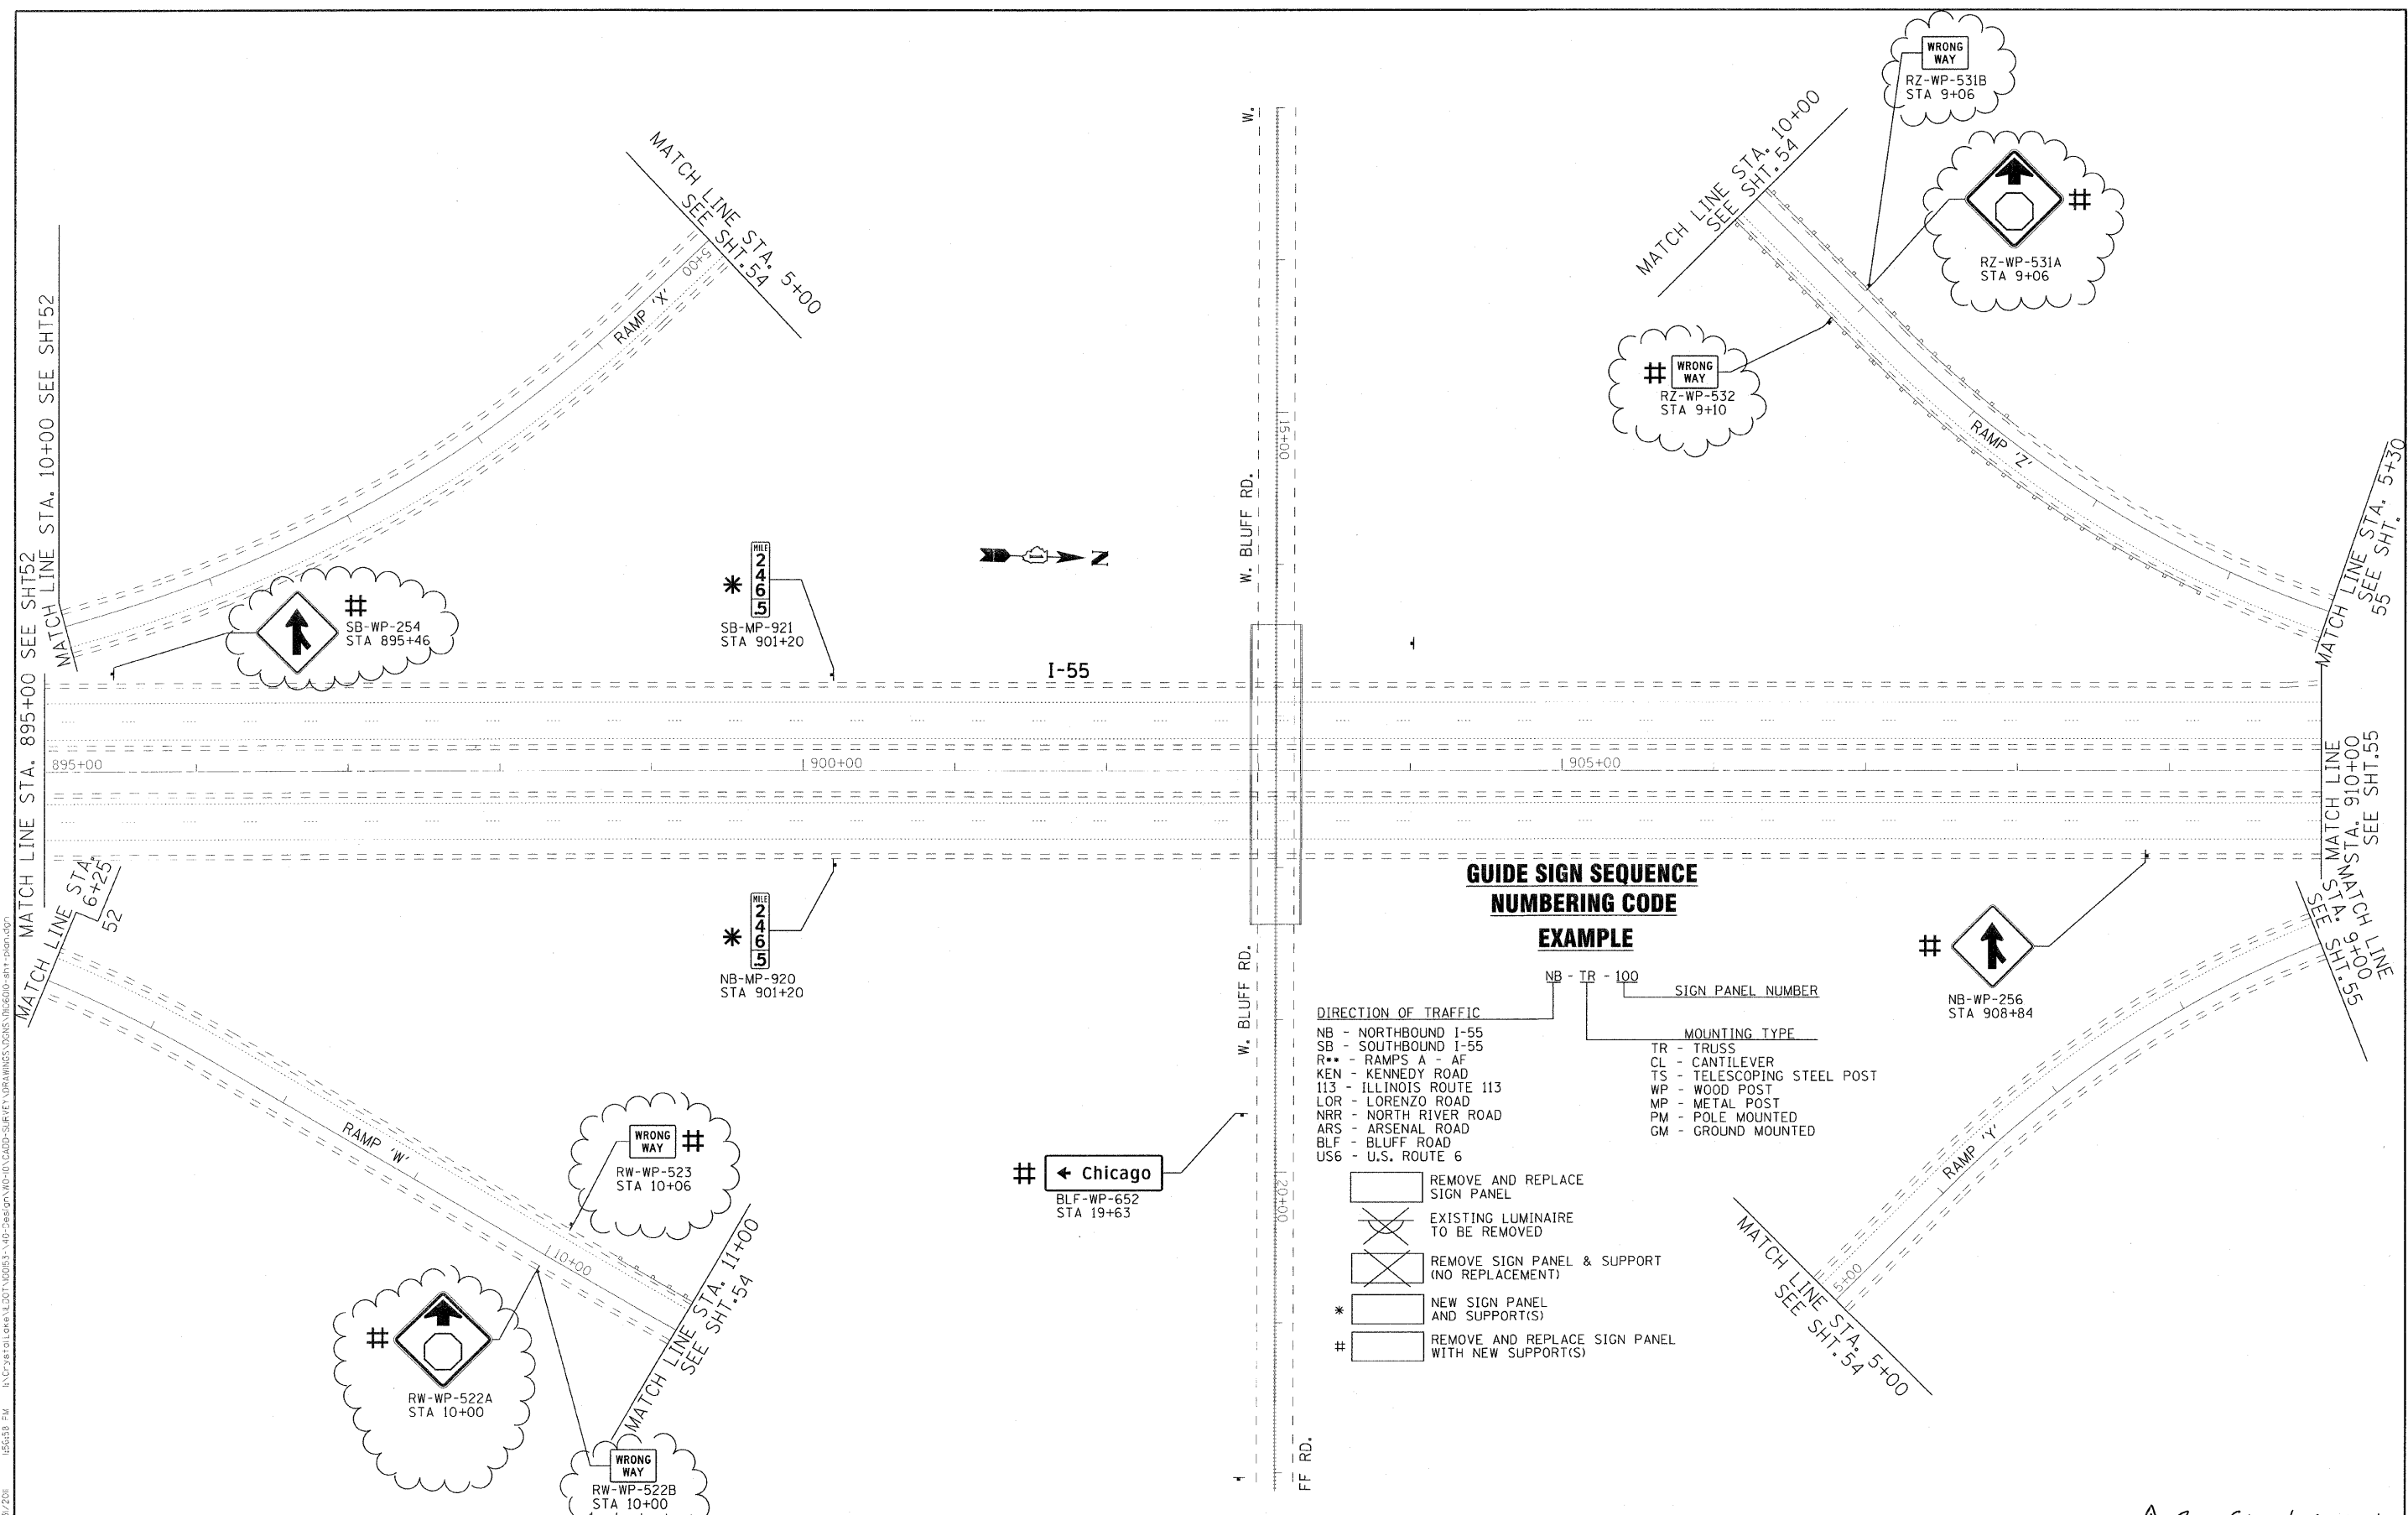 WRONG
WAY
RZ-WP-531B
STA 9+06
#
RZ-WP-531A
STA 9+06
MATCH LINE STA. 10+00
SEE SHT.54
# WRONG
WAY
RZ-WP-532
STA 9+10
RAMP 'Z'
MATCH LINE STA. 5+30
SEE SHT.
55
MATCH LINE STA. 5+00
SEE SHT.54
5+00
RAMP 'X'
W.
15+00
W. BLUFF RD.
MATCH LINE STA. 10+00 SEE SHT52
MATCH LINE STA. 895+00 SEE SHT52
#
SB-WP-254
STA 895+46
MILE
2
4
6
.5
*
SB-MP-921
STA 901+20
N
I-55
895+00
900+00
905+00
MATCH LINE
STA. 910+00
SEE SHT.55
MATCH LINE STA.
6+25
52
MILE
2
4
6
.5
*
NB-MP-920
STA 901+20
W. BLUFF RD.
GUIDE SIGN SEQUENCE
NUMBERING CODE
EXAMPLE
NB - TR - 100
SIGN PANEL NUMBER
DIRECTION OF TRAFFIC
NB - NORTHBOUND I-55
SB - SOUTHBOUND I-55
R** - RAMPS A - AF
KEN - KENNEDY ROAD
113 - ILLINOIS ROUTE 113
LOR - LORENZO ROAD
NRR - NORTH RIVER ROAD
ARS - ARSENAL ROAD
BLF - BLUFF ROAD
US6 - U.S. ROUTE 6
MOUNTING TYPE
TR - TRUSS
CL - CANTILEVER
TS - TELESCOPING STEEL POST
WP - WOOD POST
MP - METAL POST
PM - POLE MOUNTED
GM - GROUND MOUNTED
REMOVE AND REPLACE
SIGN PANEL
EXISTING LUMINAIRE
TO BE REMOVED
REMOVE SIGN PANEL & SUPPORT
(NO REPLACEMENT)
* NEW SIGN PANEL
AND SUPPORT(S)
# REMOVE AND REPLACE SIGN PANEL
WITH NEW SUPPORT(S)
#
NB-WP-256
STA 908+84
MATCH LINE
STA. 9+00
SEE SHT.55
RAMP 'Y'
5+00
MATCH LINE STA. 5+00
SEE SHT.54
# ← Chicago
BLF-WP-652
STA 19+63
20+00
FF RD.
RAMP 'W'
WRONG
WAY #
RW-WP-523
STA 10+06
10+00
MATCH LINE STA. 11+00
SEE SHT.54
#
RW-WP-522A
STA 10+00
WRONG
WAY
RW-WP-522B
STA 10+00